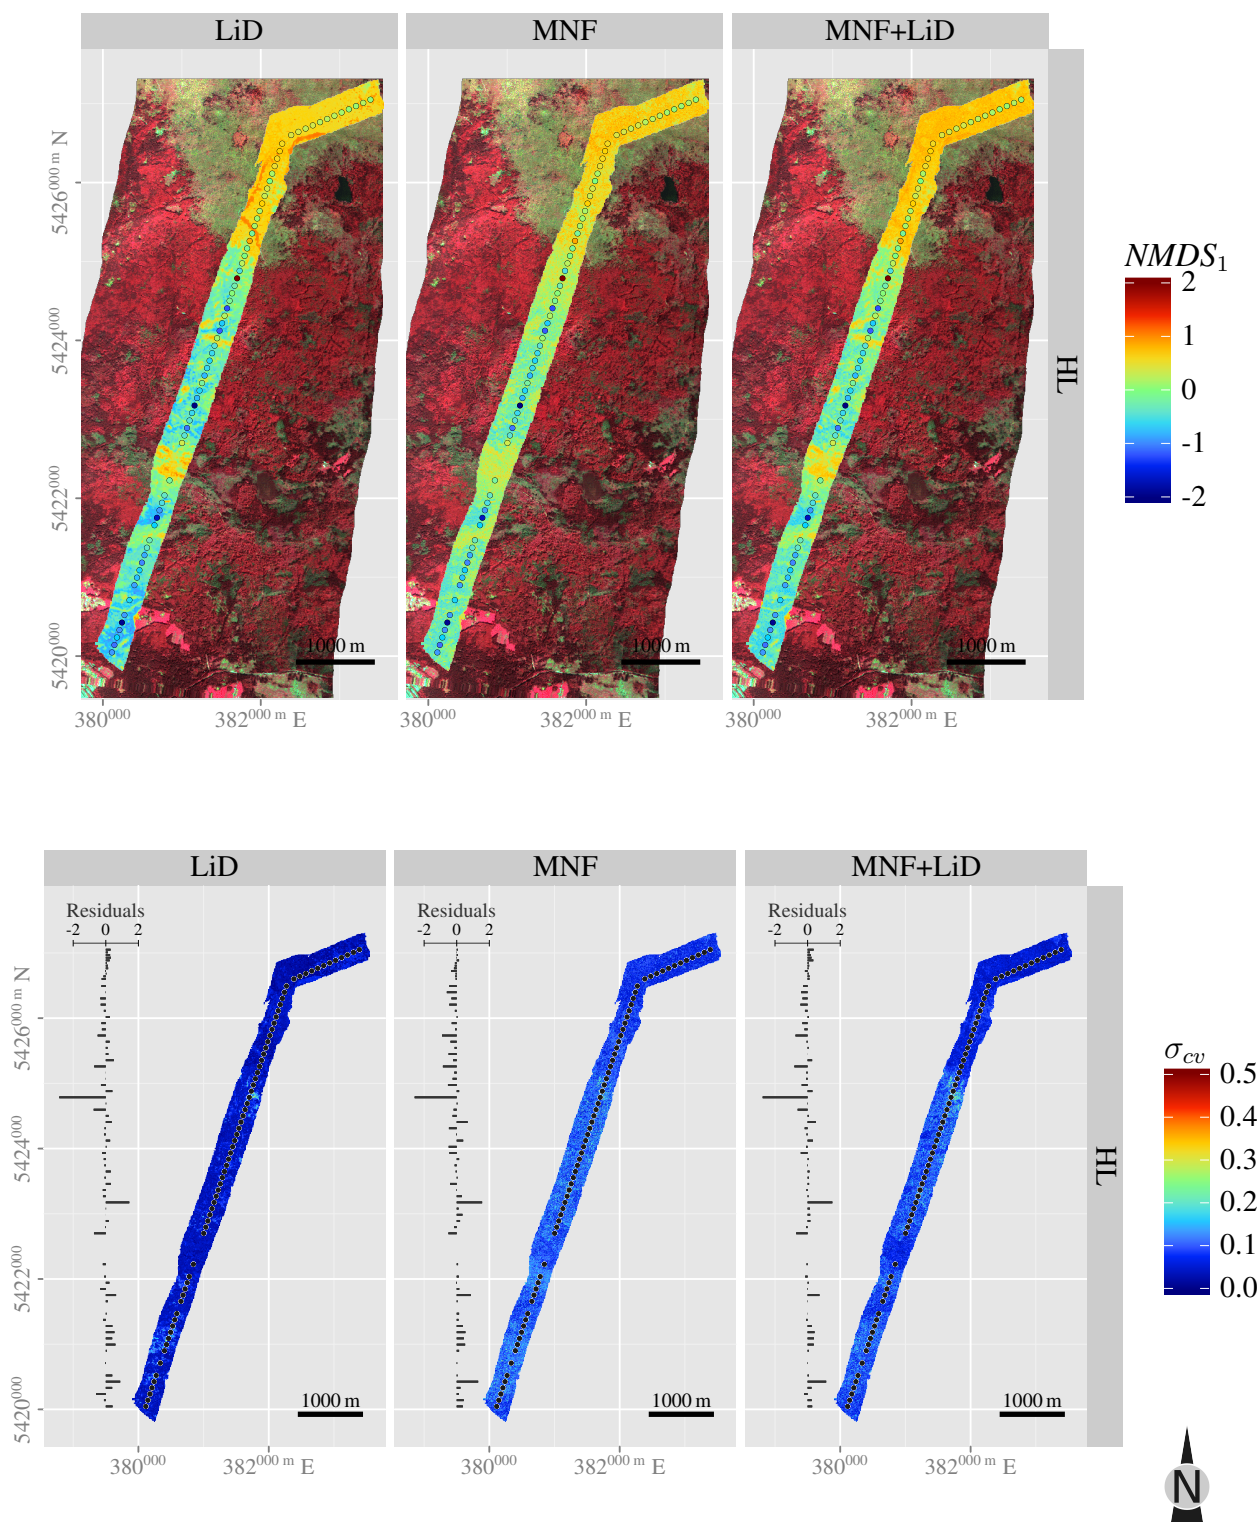 LiD MNF MNF+LiD
5426000 m N
5424000
5422000
5420000
1000 m 1000 m 1000 m
380000 382000 m E 380000 382000 m E 380000 382000 m E
HL
NMDS1
2
1
0
-1
-2
LiD MNF MNF+LiD
Residuals Residuals Residuals
-2 0 2 -2 0 2 -2 0 2
5426000 m N
5424000
5422000
5420000
1000 m 1000 m 1000 m
380000 382000 m E 380000 382000 m E 380000 382000 m E
HL
σcv
0.5
0.4
0.3
0.2
0.1
0.0
N